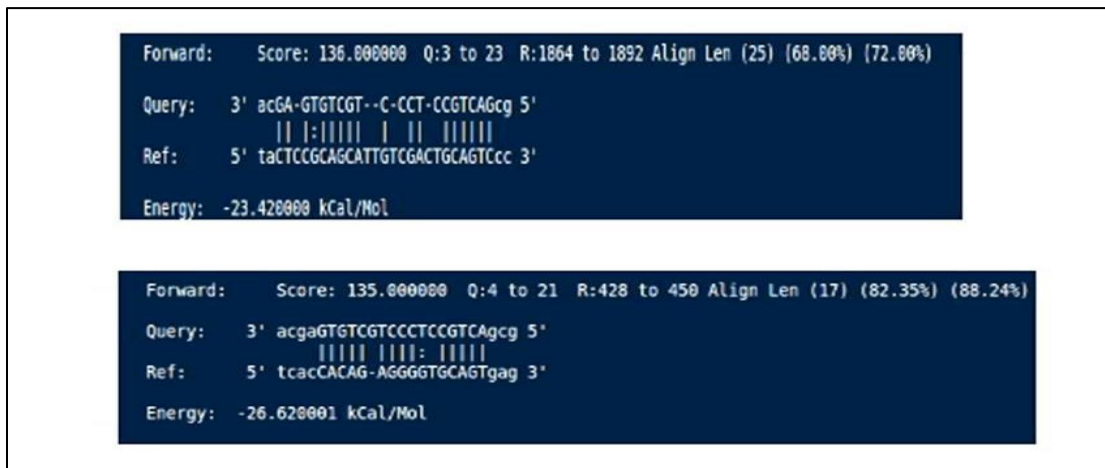 Forward: Score: 136.000000 Q:3 to 23 R:1864 to 1892 Align Len (25) (68.00%) (72.00%)
Query: 3' acGA-GTGTCGT--C-CCT-CCGTCAGcg 5'
|| |:||||| | || ||||||
Ref: 5' taCTCCGCAGCATTGTCGACTGCAGTCcc 3'
Energy: -23.420000 kCal/Mol
Forward: Score: 135.000000 Q:4 to 21 R:428 to 450 Align Len (17) (82.35%) (88.24%)
Query: 3' acgaGTGTCGTCCCTCCGTCAgcg 5'
||||| ||||: |||||
Ref: 5' tcacCACAG-AGGGGTGCAGTgag 3'
Energy: -26.620001 kCal/Mol